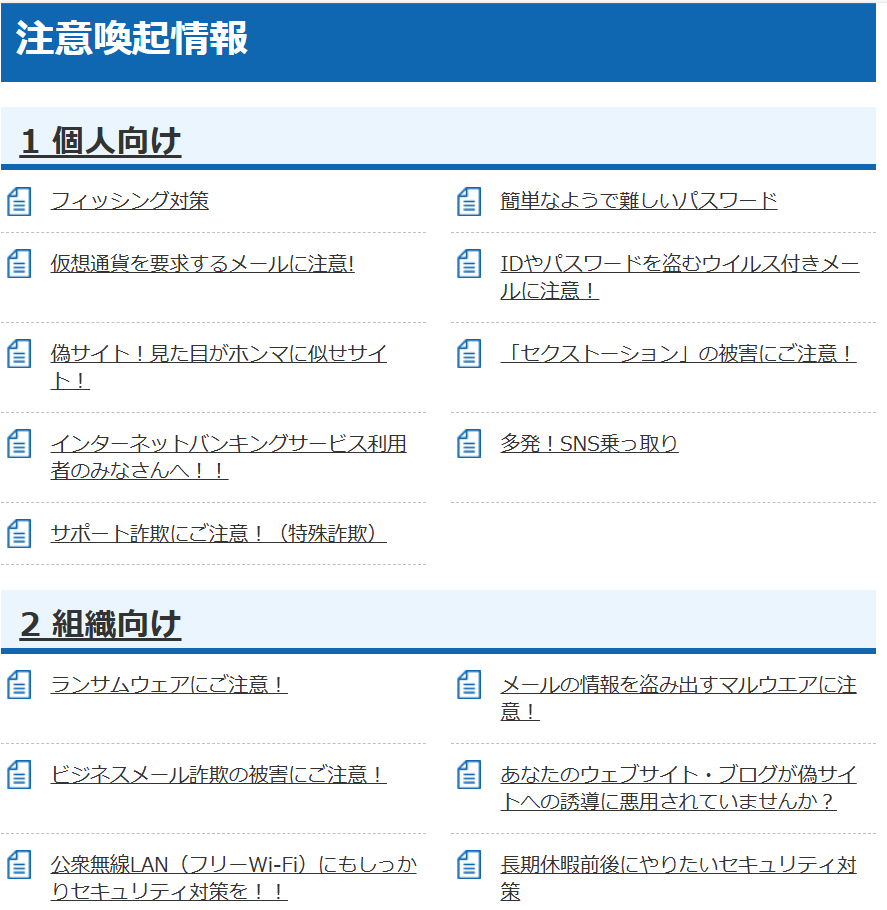 注意喚起情報
1 個人向け
フィッシング対策
簡単なようで難しいパスワード
仮想通貨を要求するメールに注意!
IDやパスワードを盗むウイルス付きメー
ルに注意！
偽サイト！見た目がホンマに似せサイ
ト！
「セクストーション」の被害にご注意！
インターネットバンキングサービス利用
者のみなさんへ！！
多発！SNS乗っ取り
サポート詐欺にご注意！（特殊詐欺）
2 組織向け
ランサムウェアにご注意！
メールの情報を盗み出すマルウエアに注
意！
ビジネスメール詐欺の被害にご注意！
あなたのウェブサイト・ブログが偽サイ
トへの誘導に悪用されていませんか？
公衆無線LAN（フリーWi-Fi）にもしっか
りセキュリティ対策を！！
長期休暇前後にやりたいセキュリティ対
策